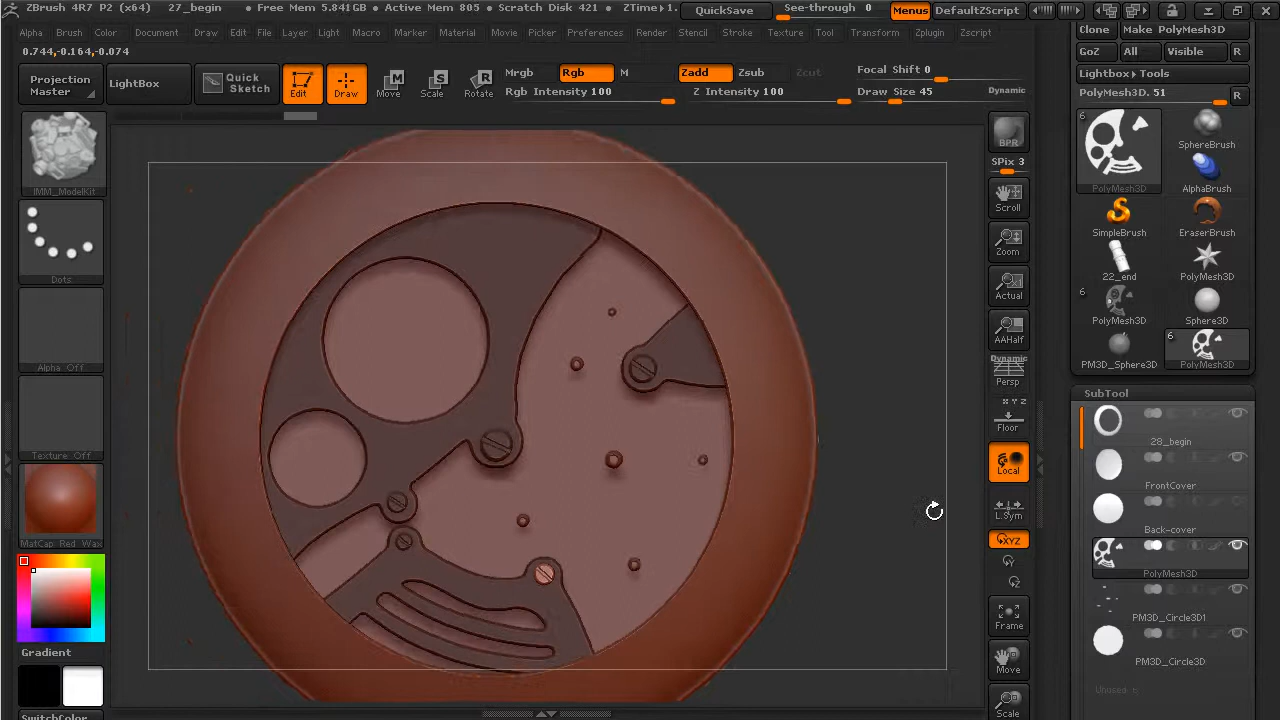 ZBrush 4R7 P2 (x64) 27_begin • Free Mem 5.841GB • Active Mem 805 • Scratch Disk 421 • ZTime▸1. QuickSave See-through 0 Menus DefaultZScript
Alpha Brush Color Document Draw Edit File Layer Light Macro Marker Material Movie Picker Preferences Render Stencil Stroke Texture Tool Transform Zplugin Zscript
0.744,-0.164,-0.074
Projection Master
LightBox
Quick Sketch
Edit Draw Move Scale Rotate
M S R
Mrgb Rgb M Zadd Zsub Zcut
Rgb Intensity 100 Z Intensity 100
Focal Shift 0
Draw Size 45 Dynamic
IMM_ModelKit
Dots
Alpha Off
Texture Off
MatCap Red Wax
Gradient
SwitchColor
BPR
SPix 3
Scroll
Zoom
Actual
AAHalf
Dynamic
Persp
X Y Z
Floor
Local
L.Sym
XYZ
Y
Z
Frame
Move
Scale
Clone Make PolyMesh3D
GoZ All Visible R
Lightbox▸Tools
PolyMesh3D. 51 R
6
PolyMesh3D SphereBrush
AlphaBrush
SimpleBrush EraserBrush
22_end PolyMesh3D
6
PolyMesh3D Sphere3D
6
PM3D_Sphere3D PolyMesh3D
SubTool
28_begin
FrontCover
Back-cover
PolyMesh3D
PM3D_Circle3D1
PM3D_Circle3D